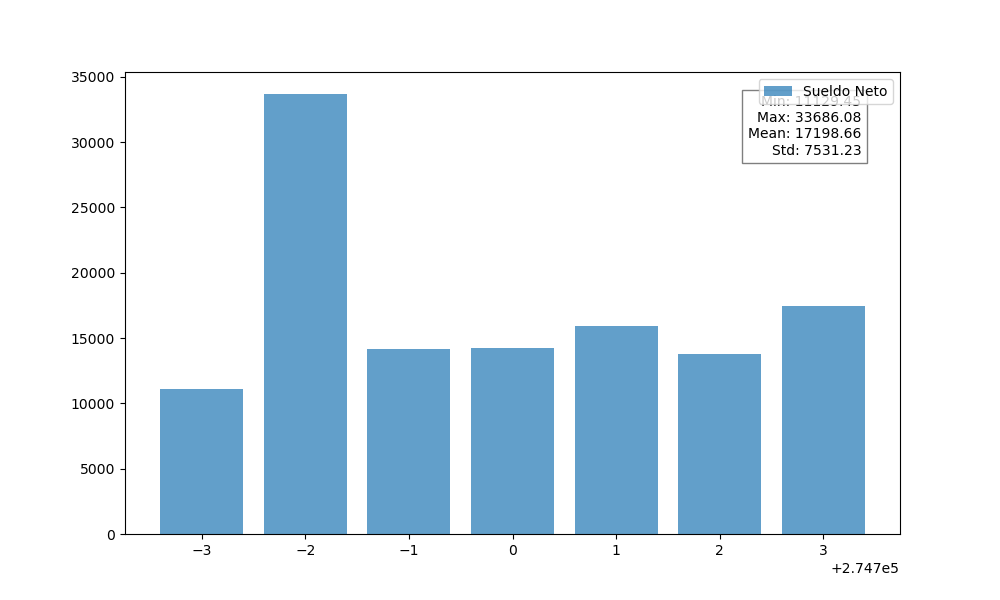 35000
30000
25000
20000
15000
10000
5000
0
Sueldo Neto
Min: 11129.45
Max: 33686.08
Mean: 17198.66
Std: 7531.23
−3 −2 −1 0 1 2 3
+2.747e5